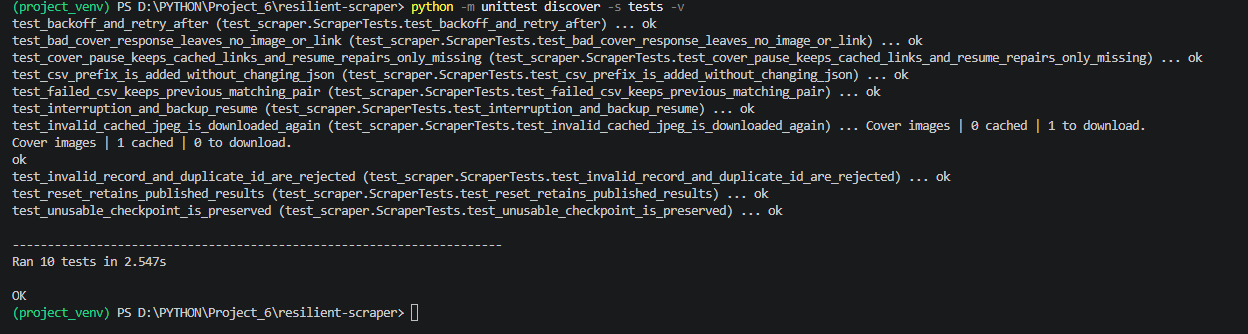 (project_venv) PS D:\PYTHON\Project_6\resilient-scraper> python -m unittest discover -s tests -v
test_backoff_and_retry_after (test_scraper.ScraperTests.test_backoff_and_retry_after) ... ok
test_bad_cover_response_leaves_no_image_or_link (test_scraper.ScraperTests.test_bad_cover_response_leaves_no_image_or_link) ... ok
test_cover_pause_keeps_cached_links_and_resume_repairs_only_missing (test_scraper.ScraperTests.test_cover_pause_keeps_cached_links_and_resume_repairs_only_missing) ... ok
test_csv_prefix_is_added_without_changing_json (test_scraper.ScraperTests.test_csv_prefix_is_added_without_changing_json) ... ok
test_failed_csv_keeps_previous_matching_pair (test_scraper.ScraperTests.test_failed_csv_keeps_previous_matching_pair) ... ok
test_interruption_and_backup_resume (test_scraper.ScraperTests.test_interruption_and_backup_resume) ... ok
test_invalid_cached_jpeg_is_downloaded_again (test_scraper.ScraperTests.test_invalid_cached_jpeg_is_downloaded_again) ... Cover images | 0 cached | 1 to download.
Cover images | 1 cached | 0 to download.
ok
test_invalid_record_and_duplicate_id_are_rejected (test_scraper.ScraperTests.test_invalid_record_and_duplicate_id_are_rejected) ... ok
test_reset_retains_published_results (test_scraper.ScraperTests.test_reset_retains_published_results) ... ok
test_unusable_checkpoint_is_preserved (test_scraper.ScraperTests.test_unusable_checkpoint_is_preserved) ... ok
----------------------------------------------------------------------
Ran 10 tests in 2.547s
OK
(project_venv) PS D:\PYTHON\Project_6\resilient-scraper>